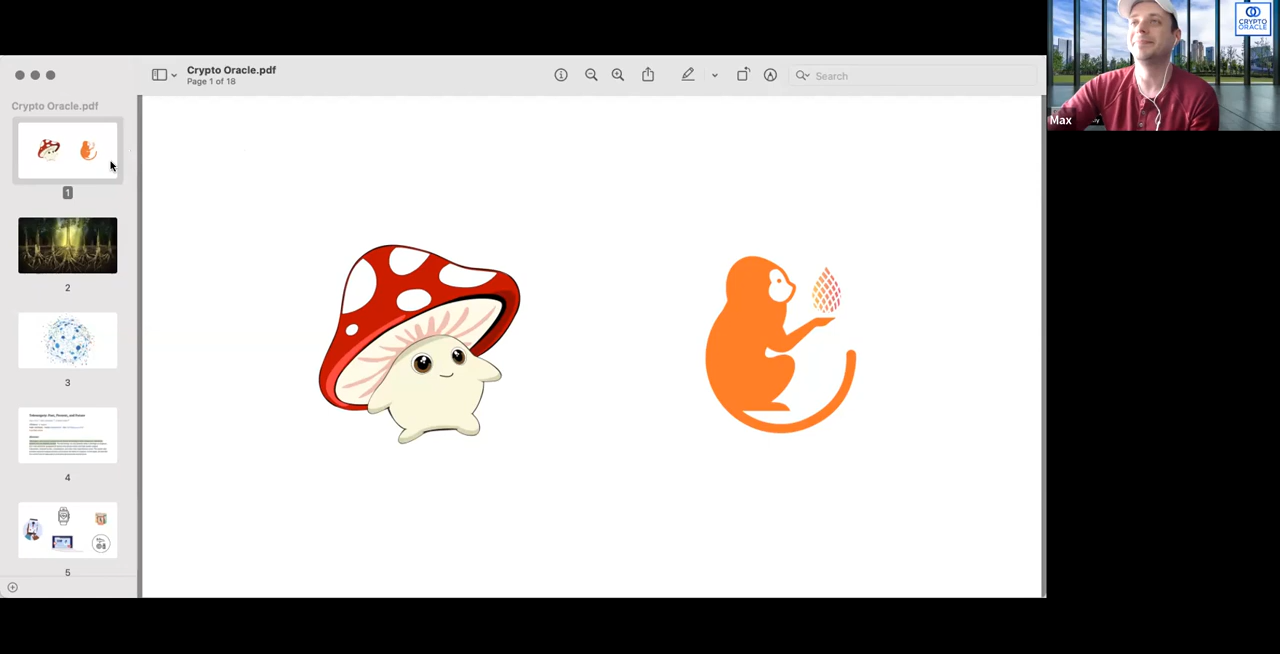 Crypto Oracle.pdf
Page 1 of 18
Search
Crypto Oracle.pdf
1
2
3
4
5
CRYPTO
ORACLE
Max